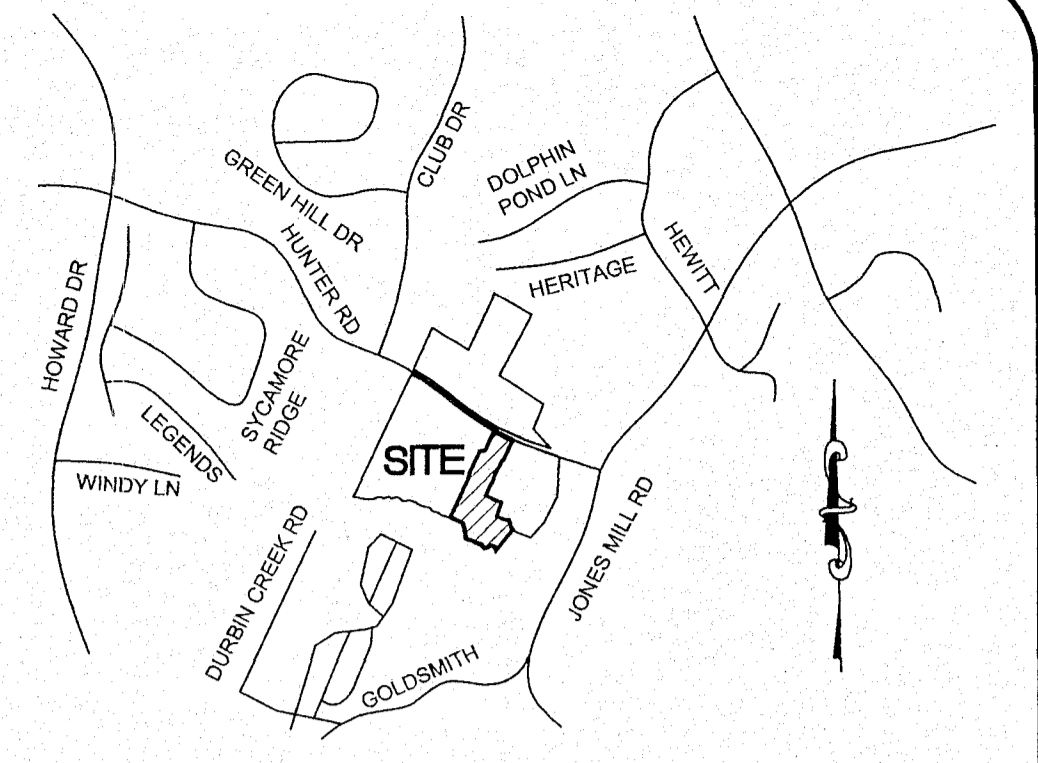 CLUB DR
GREEN HILL DR
DOLPHIN
POND LN
HUNTER RD
HEWITT
HERITAGE
HOWARD DR
SYCAMORE
RIDGE
LEGENDS
SITE
WINDY LN
JONES MILL RD
DURBIN CREEK RD
GOLDSMITH